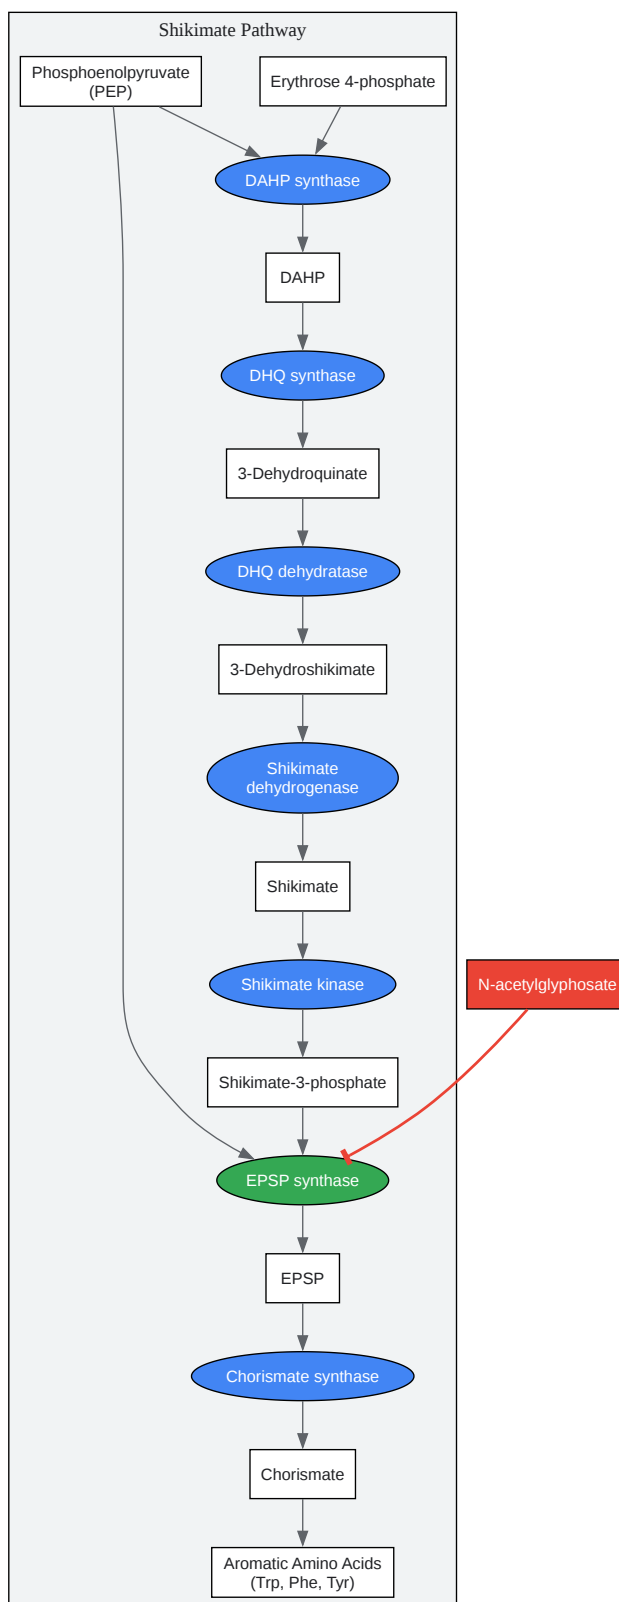 Shikimate Pathway
Phosphoenolpyruvate
(PEP)
Erythrose 4-phosphate
DAHP synthase
DAHP
DHQ synthase
3-Dehydroquinate
DHQ dehydratase
3-Dehydroshikimate
Shikimate
dehydrogenase
Shikimate
Shikimate kinase
N-acetylglyphosate
Shikimate-3-phosphate
EPSP synthase
EPSP
Chorismate synthase
Chorismate
Aromatic Amino Acids
(Trp, Phe, Tyr)